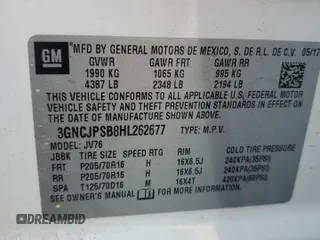 GM
MFD BY GENERAL MOTORS DE MEXICO, S. DE R.L. DE C.V. 05/17
GVWR GAWR FRT GAWR RR
1990 KG 1065 KG 995 KG
4387 LB 2348 LB 2194 LB
THIS VEHICLE CONFORMS TO ALL APPLICABLE U.S. FEDERAL
MOTOR VEHICLE SAFETY, BUMPER, AND THEFT PREVENTION
STANDARDS IN EFFECT ON THE DATE OF MANUFACTURE SHOWN ABOVE.
3GNCJPSB8HL262677 TYPE: M.P.V.
MODEL: JV76
JBBK TIRE SIZE SPEED RTG RIM COLD TIRE PRESSURE
FRT P205/70R16 H 16X6.5J 240KPA(35PSI)
RR P205/70R16 H 16X6.5J 240KPA(35PSI)
SPA T125/70D16 M 16X4T 420KPA(60PSI)
SEE OWNER'S MANUAL FOR ADDITIONAL INFORMATION.
© DREAMBID
AutoBidMaster